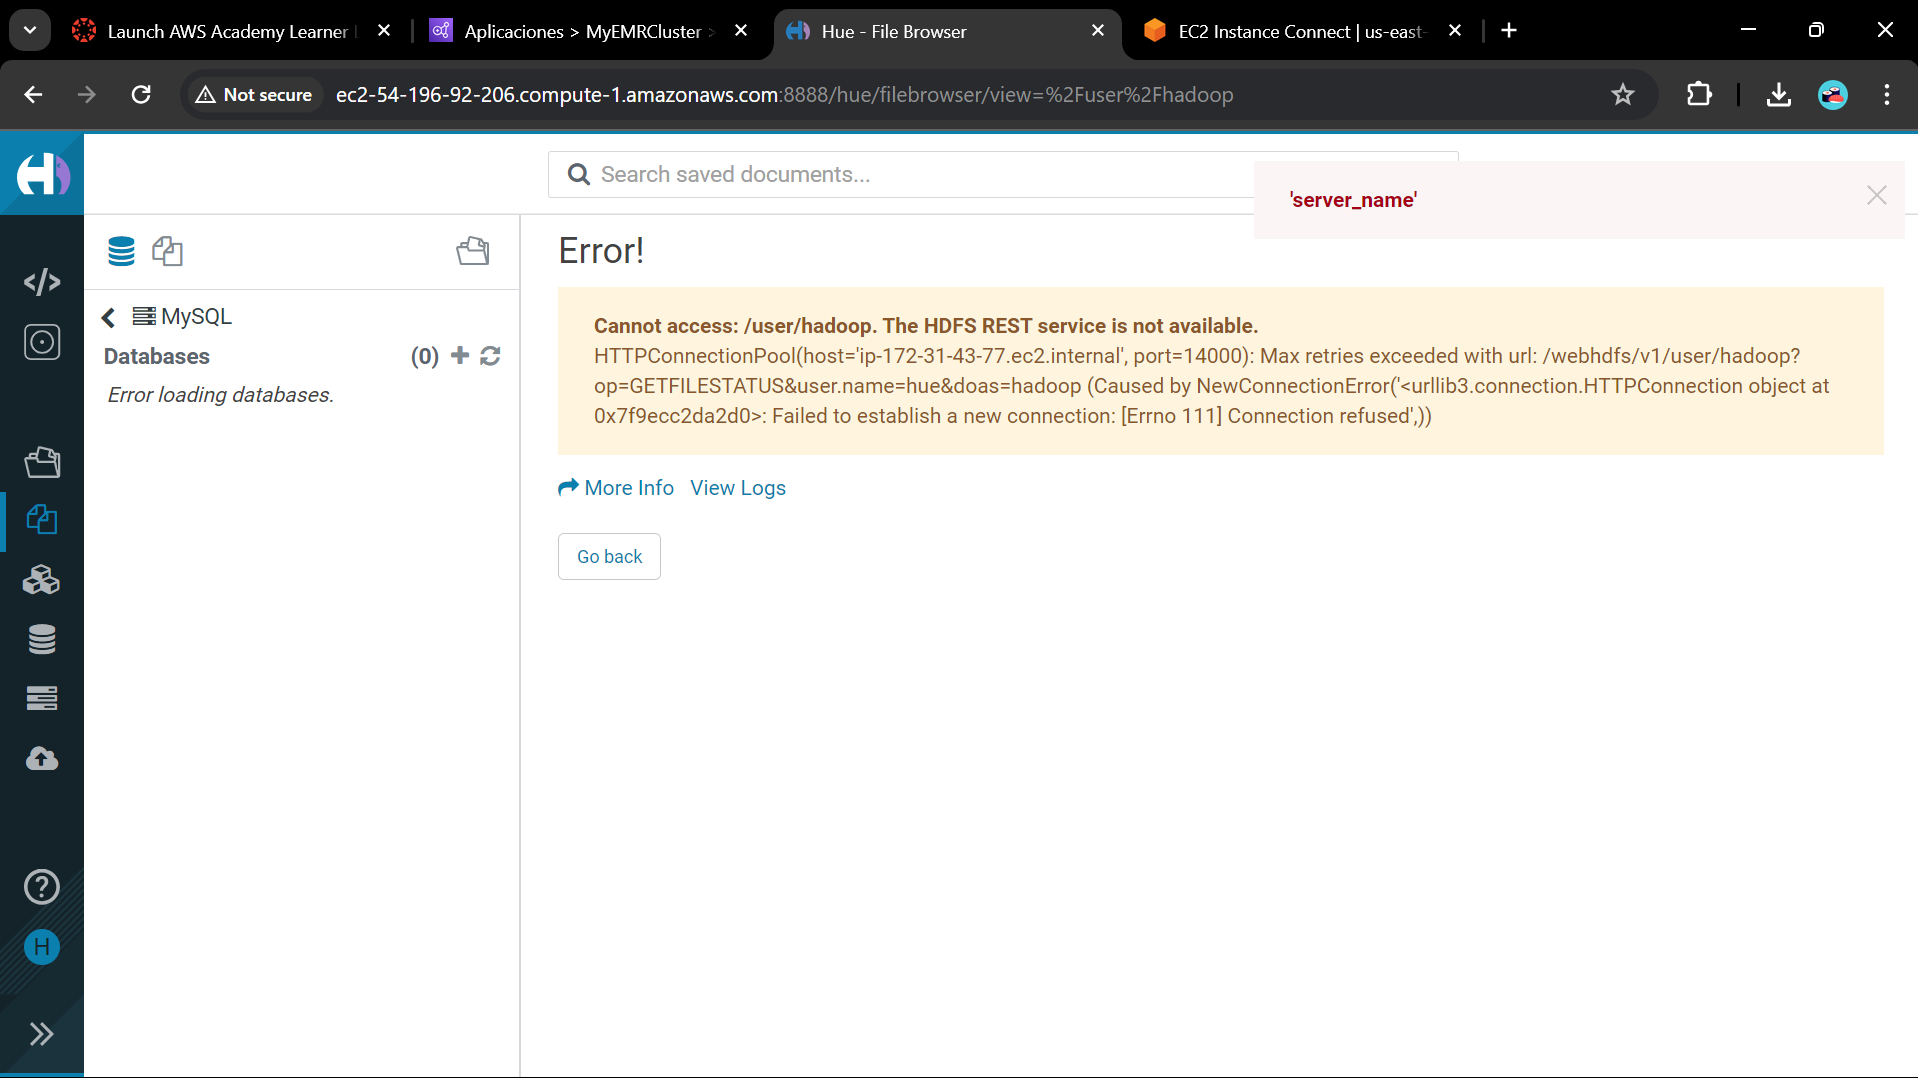 Launch AWS Academy Learner L
Aplicaciones > MyEMRCluster >
Hue - File Browser
EC2 Instance Connect | us-east-
Not secure
ec2-54-196-92-206.compute-1.amazonaws.com:8888/hue/filebrowser/view=%2Fuser%2Fhadoop
Search saved documents...
'server_name'
MySQL
Databases
(0)
Error loading databases.
Error!
Cannot access: /user/hadoop. The HDFS REST service is not available.
HTTPConnectionPool(host='ip-172-31-43-77.ec2.internal', port=14000): Max retries exceeded with url: /webhdfs/v1/user/hadoop?
op=GETFILESTATUS&user.name=hue&doas=hadoop (Caused by NewConnectionError('<urllib3.connection.HTTPConnection object at
0x7f9ecc2da2d0>: Failed to establish a new connection: [Errno 111] Connection refused',))
More Info
View Logs
Go back
H